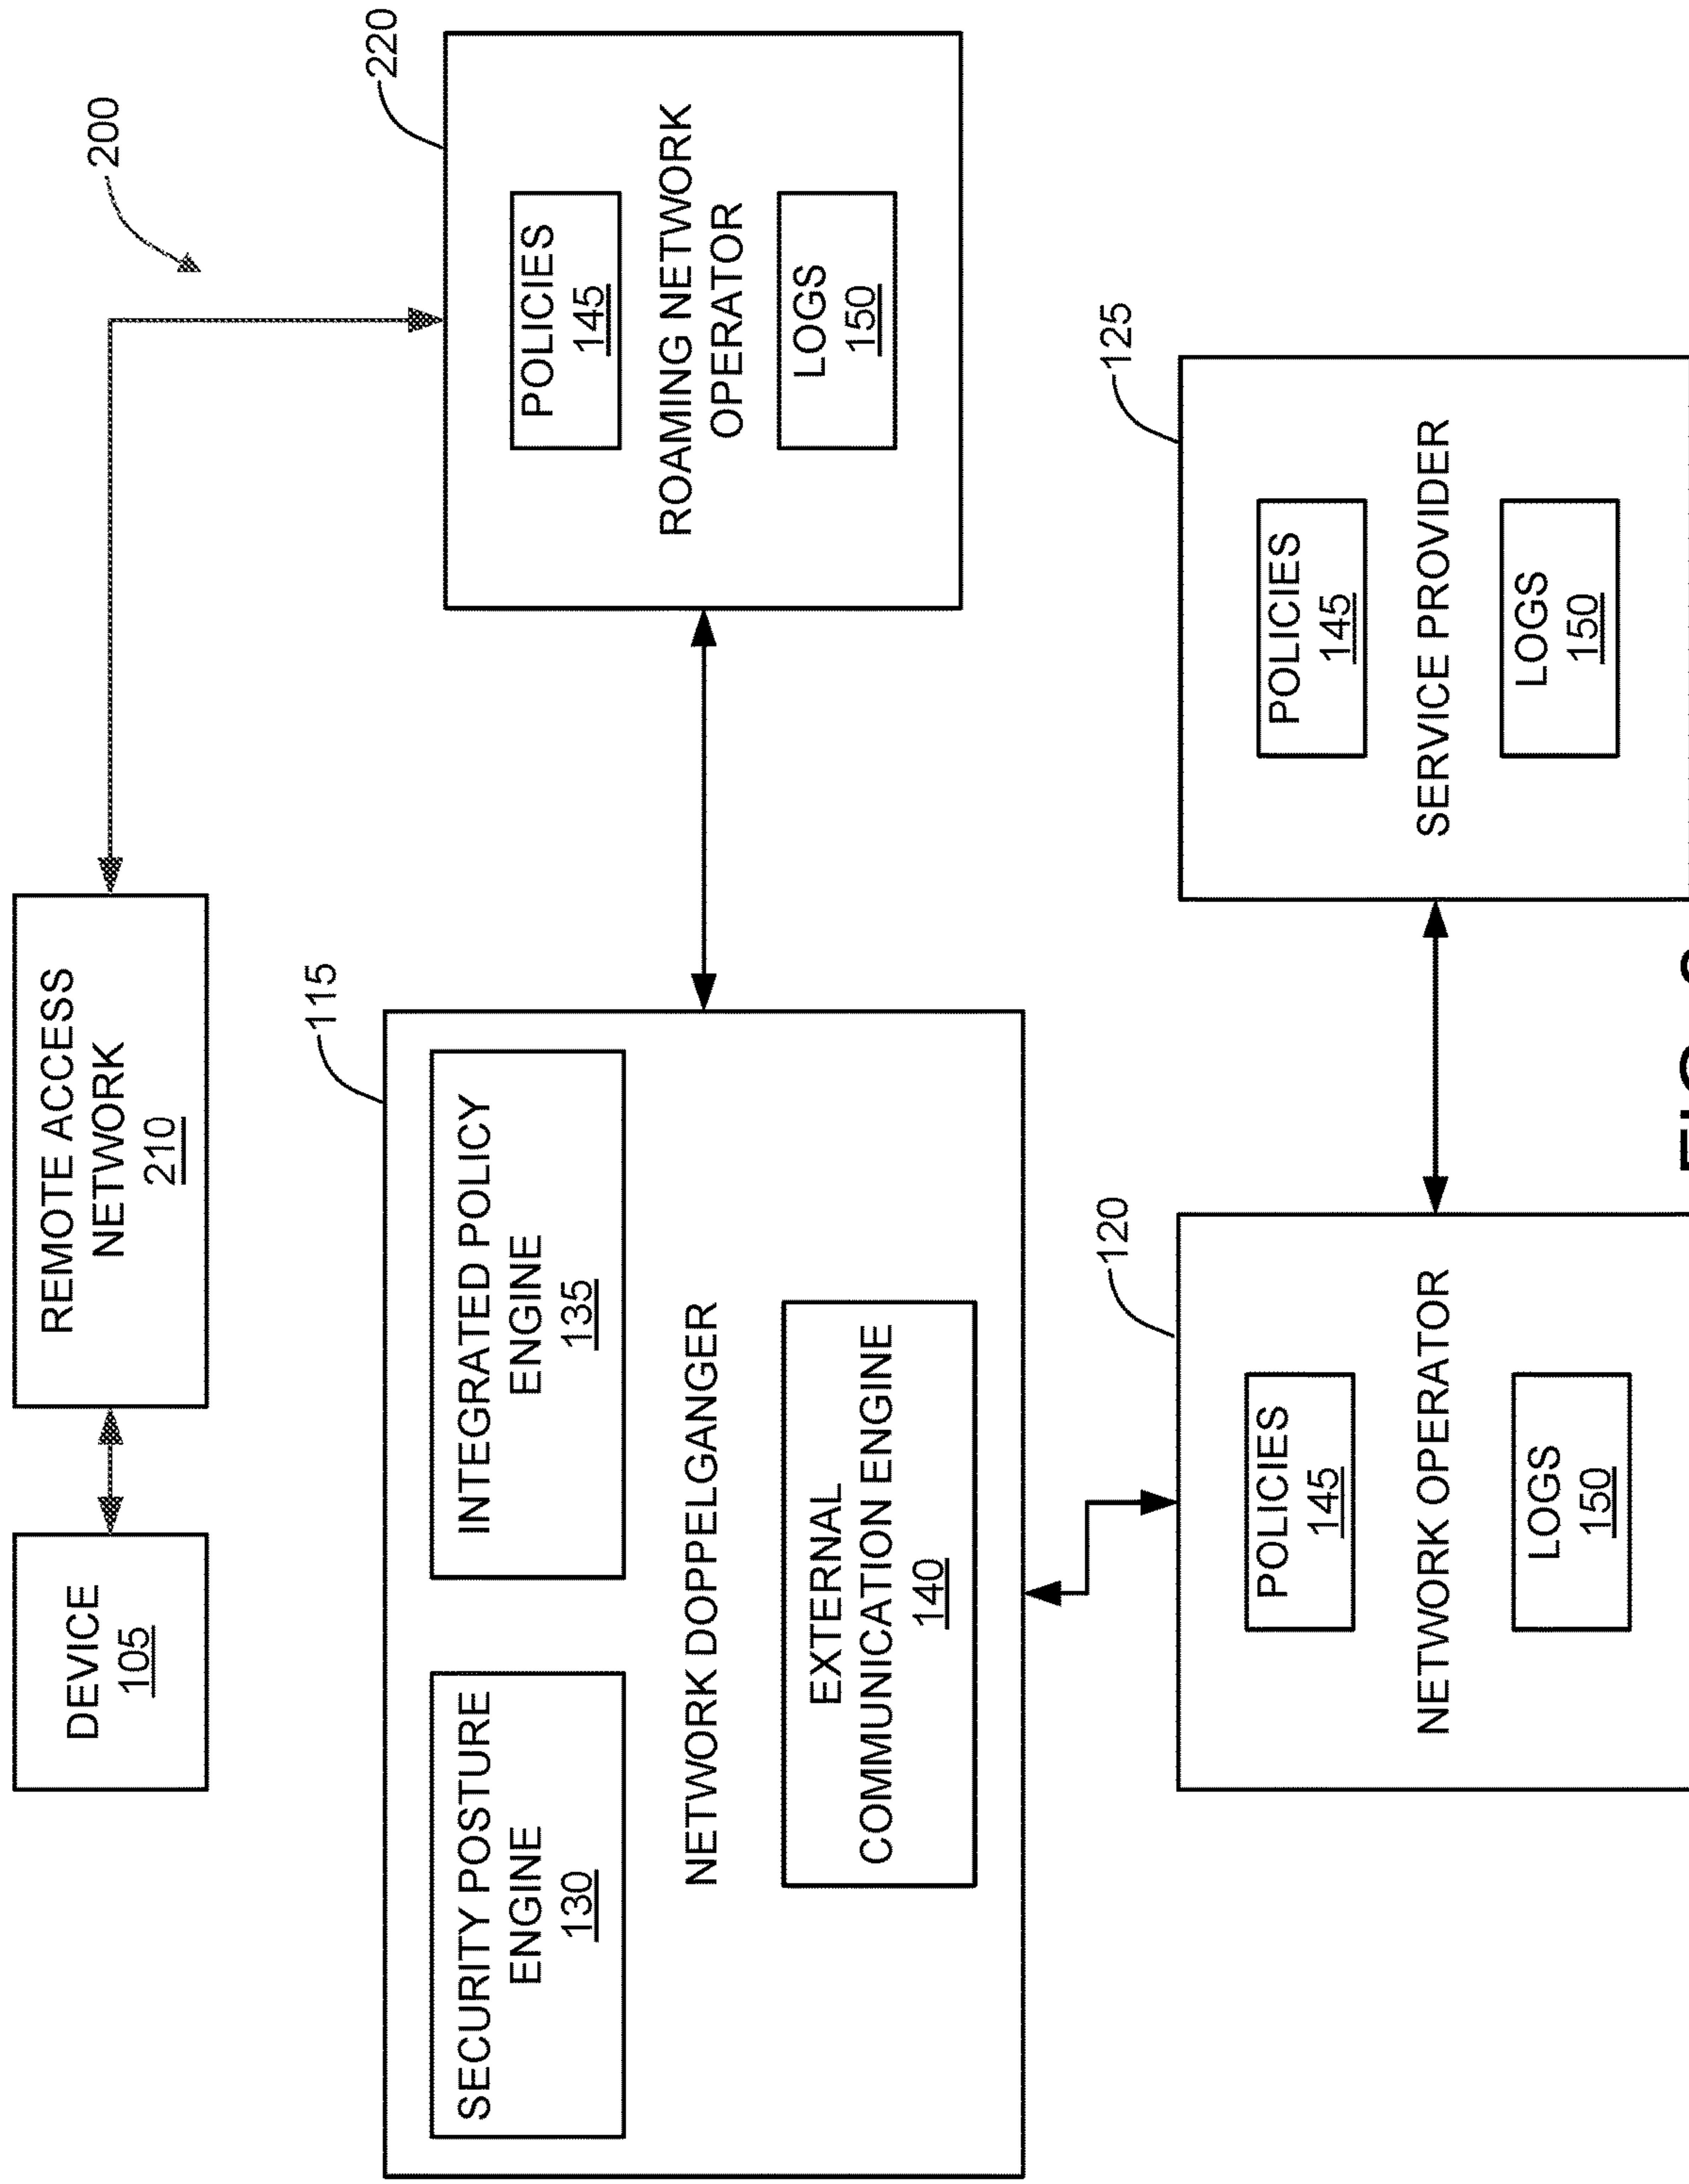 200
DEVICE
105
REMOTE ACCESS
NETWORK
210
115
SECURITY POSTURE
ENGINE
130
INTEGRATED POLICY
ENGINE
135
NETWORK DOPPELGANGER
EXTERNAL
COMMUNICATION ENGINE
140
220
POLICIES
145
ROAMING NETWORK
OPERATOR
LOGS
150
120
POLICIES
145
NETWORK OPERATOR
LOGS
150
125
POLICIES
145
SERVICE PROVIDER
LOGS
150